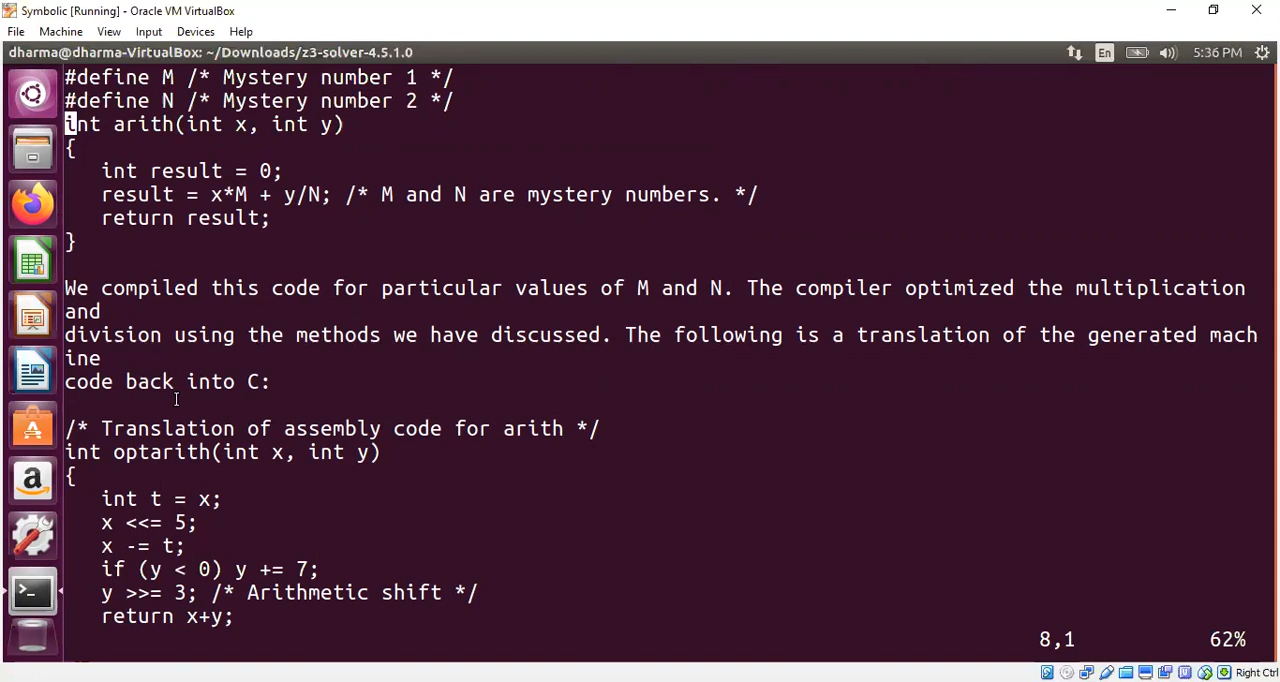 Symbolic [Running] - Oracle VM VirtualBox
File Machine View Input Devices Help
dharma@dharma-VirtualBox: ~/Downloads/z3-solver-4.5.1.0 En 5:36 PM
#define M /* Mystery number 1 */
#define N /* Mystery number 2 */
int arith(int x, int y)
{
int result = 0;
result = x*M + y/N; /* M and N are mystery numbers. */
return result;
}
We compiled this code for particular values of M and N. The compiler optimized the multiplication
and
division using the methods we have discussed. The following is a translation of the generated mach
ine
code back into C:
/* Translation of assembly code for arith */
int optarith(int x, int y)
{
int t = x;
x <<= 5;
x -= t;
if (y < 0) y += 7;
y >>= 3; /* Arithmetic shift */
return x+y;
8,1 62%
Right Ctrl